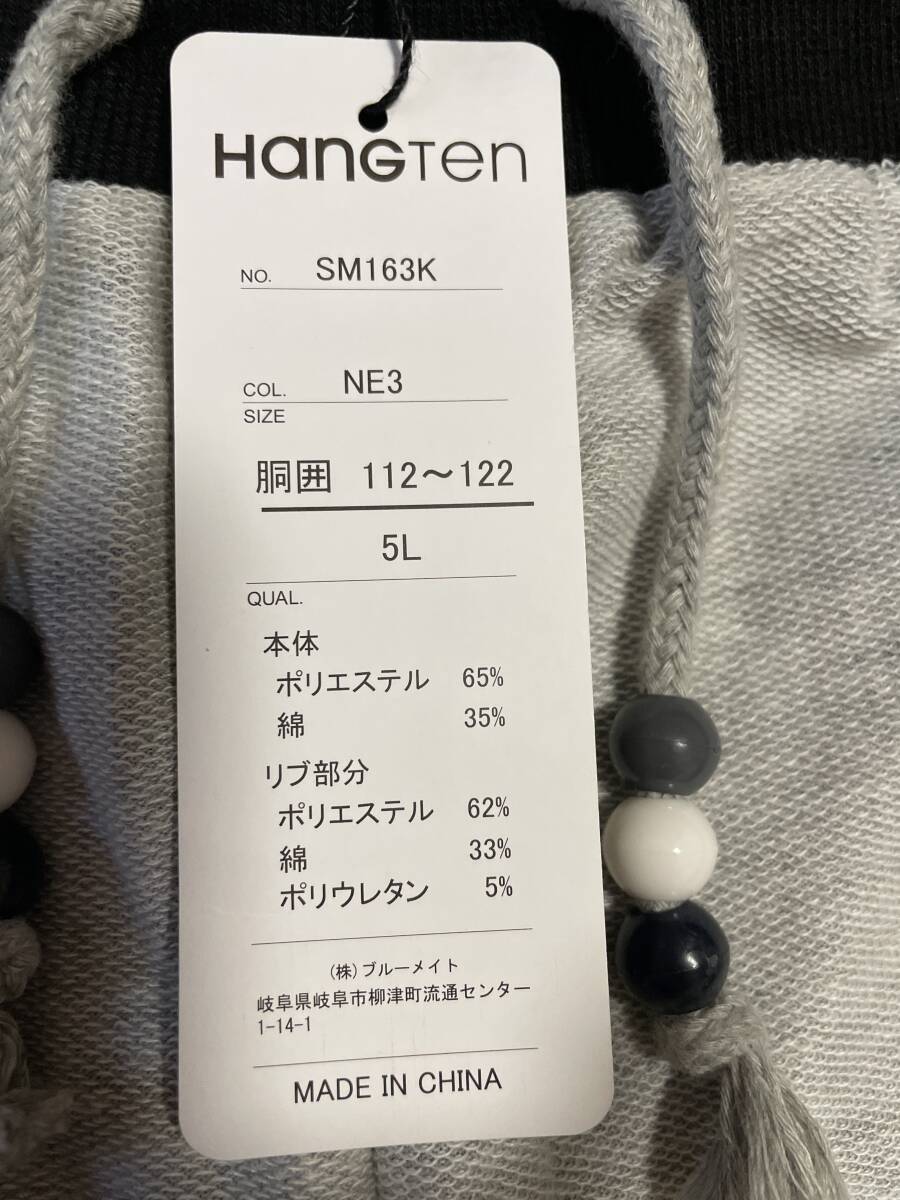 HANGTEN
NO. SM163K
COL. NE3
SIZE
胴囲 112～122
5L
QUAL.
本体
ポリエステル 65%
綿 35%
リブ部分
ポリエステル 62%
綿 33%
ポリウレタン 5%
(株)ブルーメイト
岐阜県岐阜市柳津町流通センター
1-14-1
MADE IN CHINA